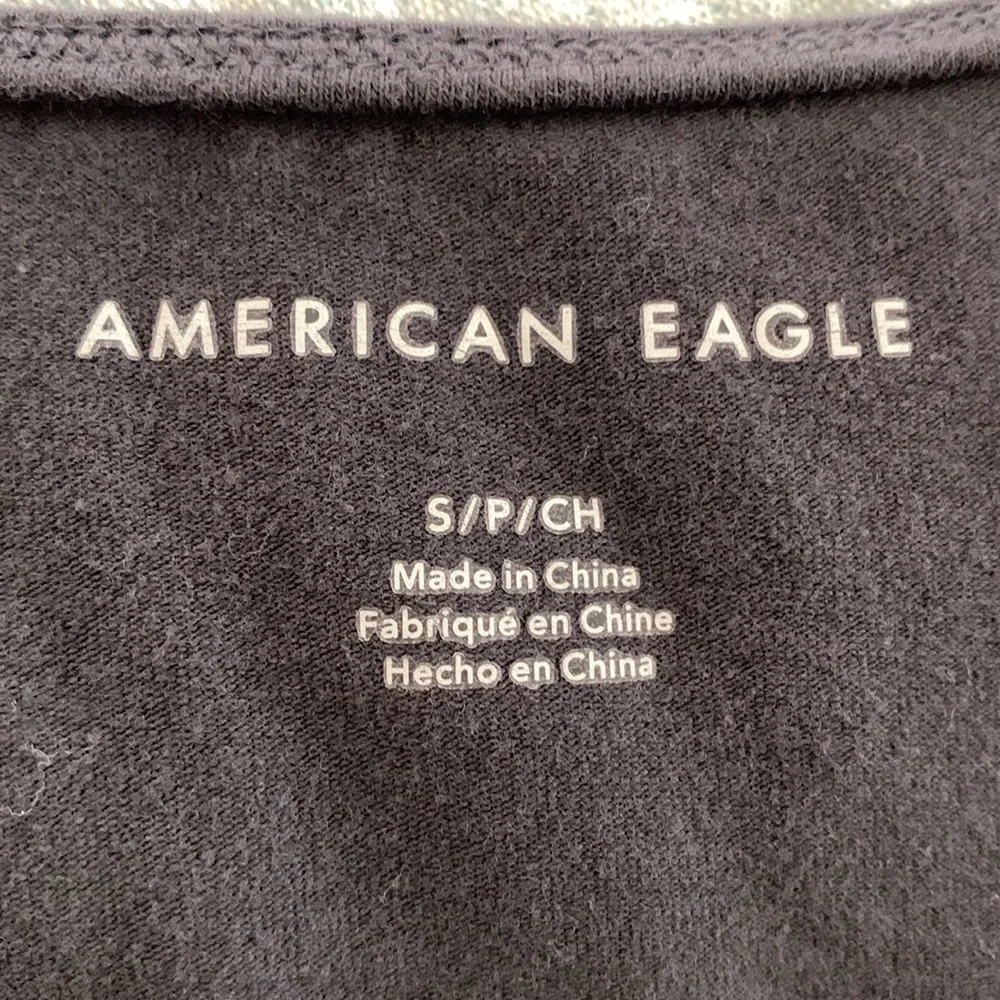 AMERICAN EAGLE
S/P/CH
Made in China
Fabriqué en Chine
Hecho en China